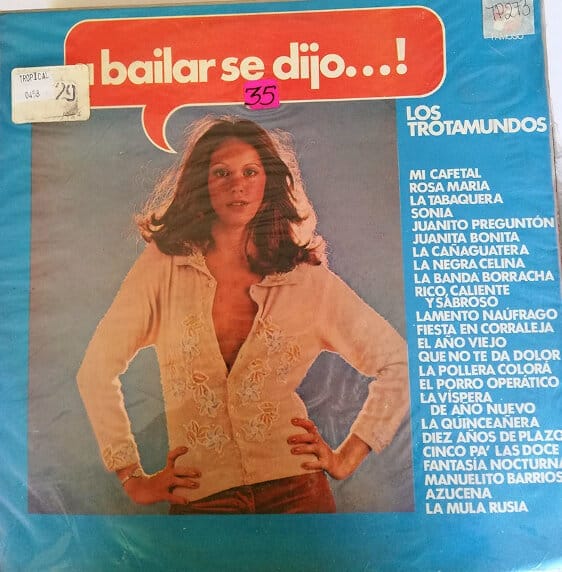 a bailar se dijo...!
TROPICAL
0458
29
35
TP273
FAMOSO
LOS
TROTAMUNDOS
MI CAFETAL
ROSA MARIA
LA TABAQUERA
SONIA
JUANITO PREGUNTÓN
JUANITA BONITA
LA CAÑAGUATERA
LA NEGRA CELINA
LA BANDA BORRACHA
RICO, CALIENTE
Y SABROSO
LAMENTO NAÚFRAGO
FIESTA EN CORRALEJA
EL AÑO VIEJO
QUE NO TE DA DOLOR
LA POLLERA COLORÁ
EL PORRO OPERÁTICO
LA VÍSPERA
DE AÑO NUEVO
LA QUINCEAÑERA
DIEZ AÑOS DE PLAZO
CINCO PA' LAS DOCE
FANTASÍA NOCTURNA
MANUELITO BARRIOS
AZUCENA
LA MULA RUSIA